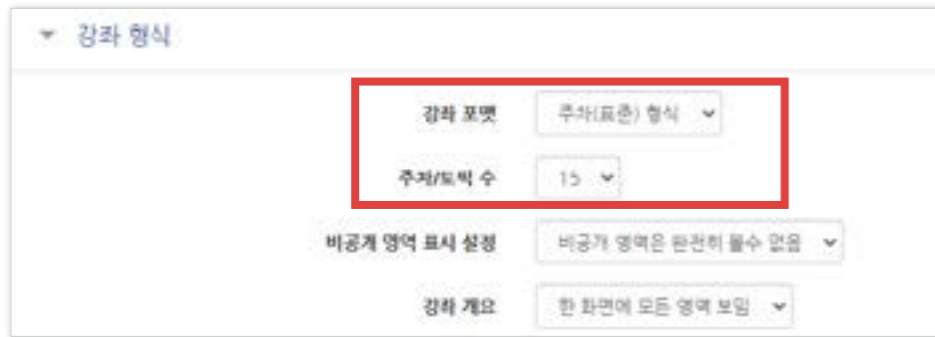 강좌 형식
강좌 포맷 주차(표준) 형식
주차/토픽 수 15
비공개 영역 표시 설정 비공개 영역은 완전히 볼수 없음
강좌 개요 한 화면에 모든 영역 보임